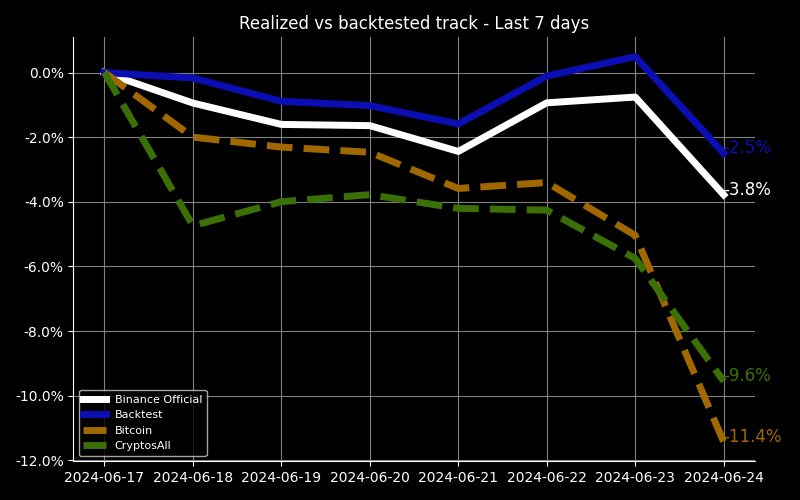 Realized vs backtested track - Last 7 days
0.0%
-2.0%
-4.0%
-6.0%
-8.0%
-10.0%
-12.0%
-2.5%
-3.8%
-9.6%
-11.4%
Binance Official
Backtest
Bitcoin
CryptosAll
2024-06-17 2024-06-18 2024-06-19 2024-06-20 2024-06-21 2024-06-22 2024-06-23 2024-06-24